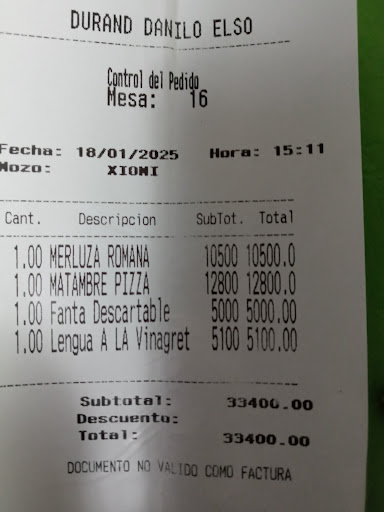 DURAND DANILO ELSO
Control del Pedido
Mesa: 16
Fecha: 18/01/2025 Hora: 15:11
Mozo: XIOMI
Cant. Descripcion SubTot. Total
1.00 MERLUZA ROMANA 10500 10500.0
1.00 MATAMBRE PIZZA 12800 12800.0
1.00 Fanta Descartable 5000 5000.00
1.00 Lengua A LA Vinagret 5100 5100.00
Subtotal: 33400.00
Descuento:
Total: 33400.00
DOCUMENTO NO VALIDO COMO FACTURA